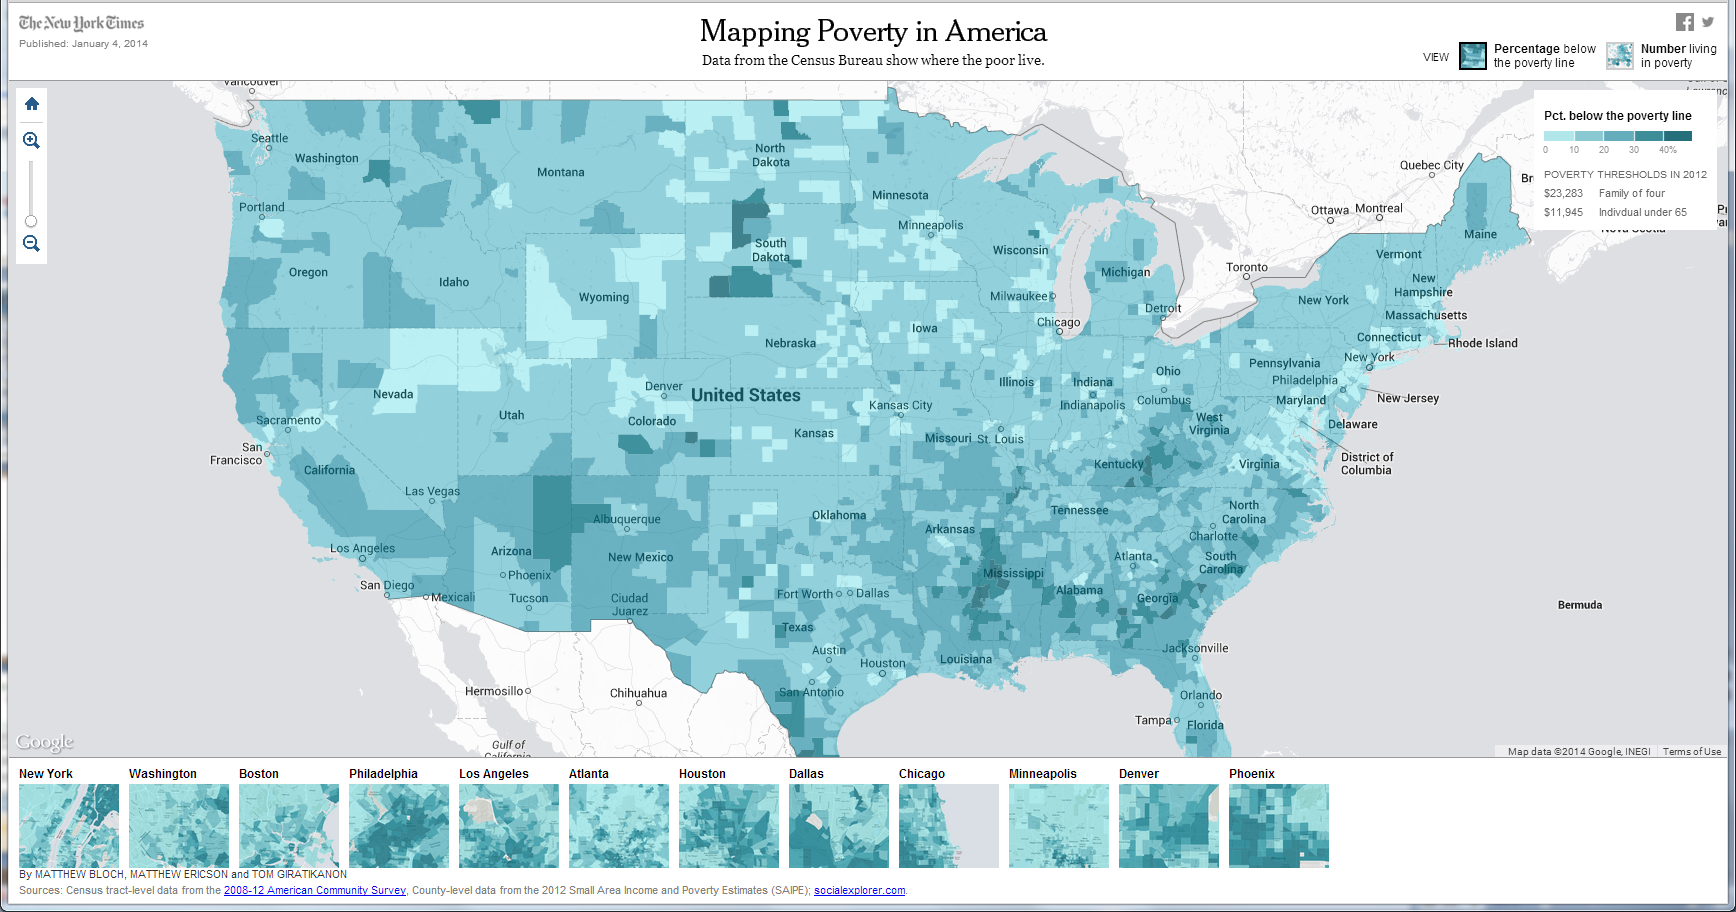 The New York Times
Published: January 4, 2014
Mapping Poverty in America
Data from the Census Bureau show where the poor live.
VIEW
Percentage below
the poverty line
Number living
in poverty
Pct. below the poverty line
0 10 20 30 40%
POVERTY THRESHOLDS IN 2012
$23,283 Family of four
$11,945 Indivdual under 65
Vancouver
Seattle
Washington
Portland
Oregon
Idaho
Montana
North
Dakota
South
Dakota
Wyoming
Nebraska
Minnesota
Minneapolis
Wisconsin
Milwaukee
Michigan
Detroit
Chicago
Iowa
Toronto
Ottawa
Montreal
Quebec City
Maine
Vermont
New
Hampshire
New York
Massachusetts
Connecticut
Rhode Island
New York
Pennsylvania
Philadelphia
New Jersey
Maryland
Delaware
District of
Columbia
Ohio
Columbus
West
Virginia
Virginia
Indiana
Indianapolis
Illinois
Kentucky
Missouri
St. Louis
Kansas City
Kansas
United States
Denver
Colorado
Utah
Nevada
Sacramento
San
Francisco
California
Las Vegas
Los Angeles
San Diego
Mexicali
Arizona
Phoenix
Tucson
Albuquerque
New Mexico
Ciudad
Juarez
Oklahoma
Arkansas
Tennessee
North
Carolina
Charlotte
South
Carolina
Atlanta
Georgia
Alabama
Mississippi
Louisiana
Fort Worth
Dallas
Texas
Austin
Houston
San Antonio
Jacksonville
Orlando
Tampa
Florida
Bermuda
Nova Scotia
Hermosillo
Chihuahua
Gulf of
California
Google
Map data ©2014 Google, INEGI
Terms of Use
New York
Washington
Boston
Philadelphia
Los Angeles
Atlanta
Houston
Dallas
Chicago
Minneapolis
Denver
Phoenix
By MATTHEW BLOCH, MATTHEW ERICSON and TOM GIRATIKANON
Sources: Census tract-level data from the 2008-12 American Community Survey, County-level data from the 2012 Small Area Income and Poverty Estimates (SAIPE); socialexplorer.com.